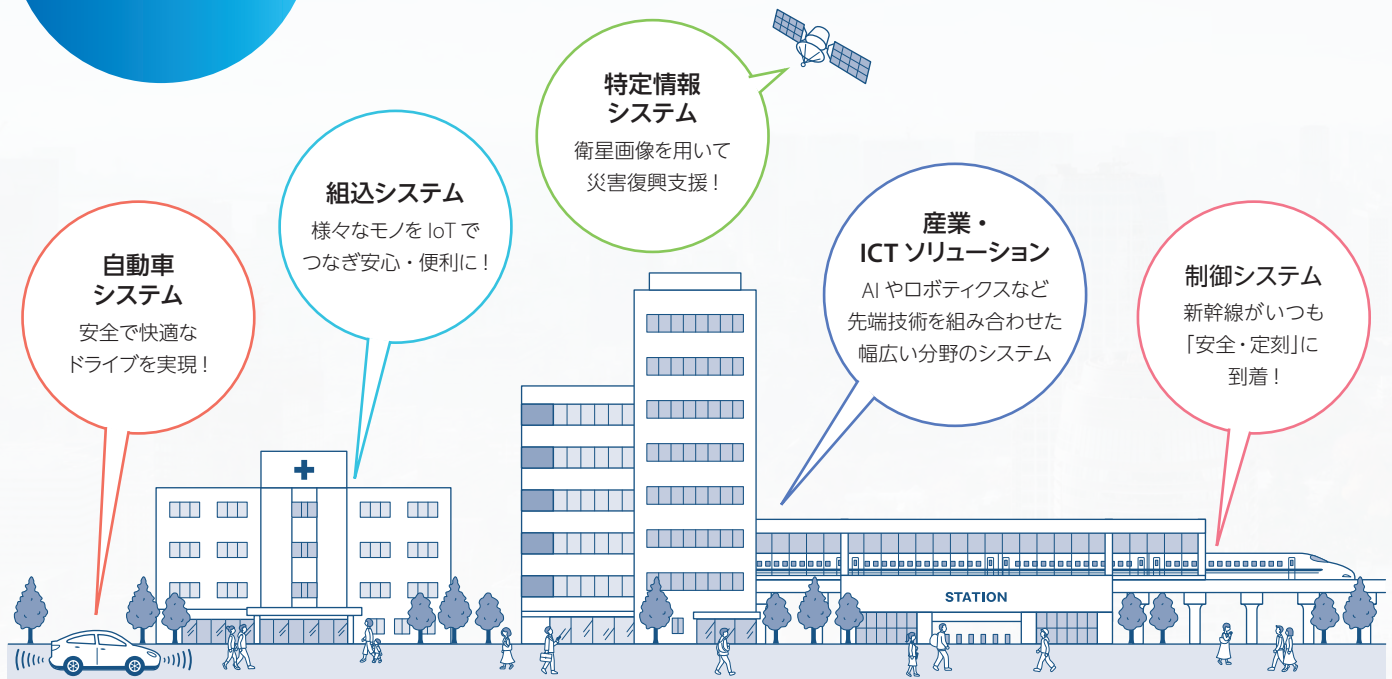 特定情報
システム
衛星画像を用いて
災害復興支援！
組込システム
様々なモノを IoT で
つなぎ安心・便利に！
自動車
システム
安全で快適な
ドライブを実現！
産業・
ICT ソリューション
AI やロボティクスなど
先端技術を組み合わせた
幅広い分野のシステム
制御システム
新幹線がいつも
「安全・定刻」に
到着！
STATION